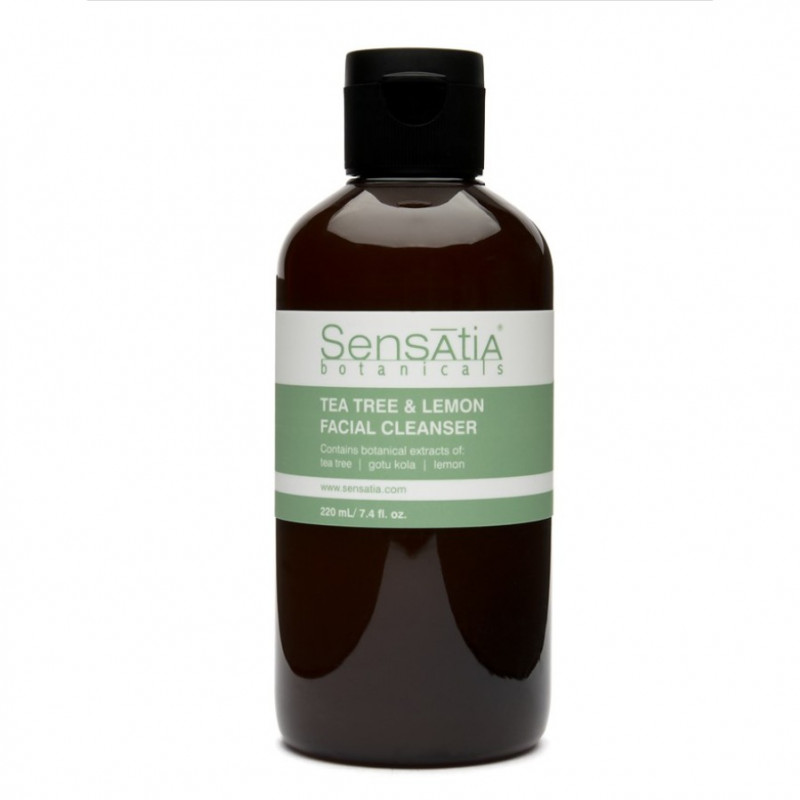 Sensatia®
botanicals
TEA TREE & LEMON
FACIAL CLEANSER
Contains botanical extracts of:
tea tree | gotu kola | lemon
www.sensatia.com
220 mL/ 7.4 fl. oz.